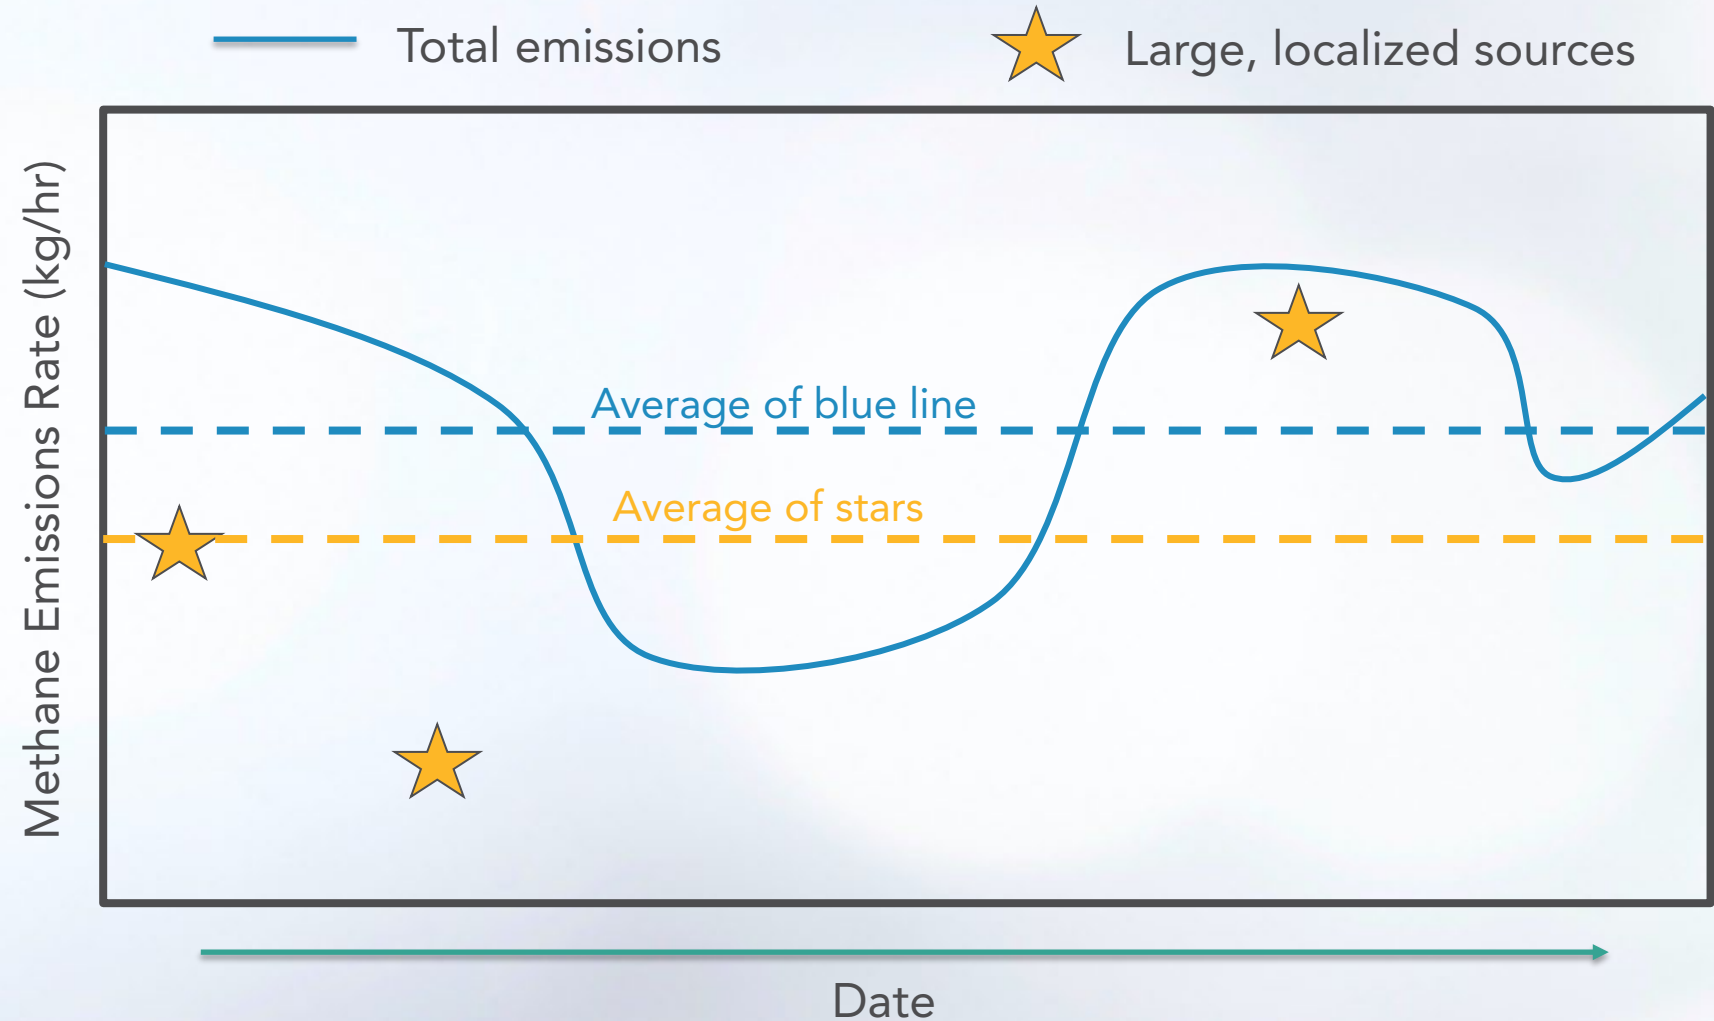 Total emissions
Large, localized sources
Methane Emissions Rate (kg/hr)
Average of blue line
Average of stars
Date